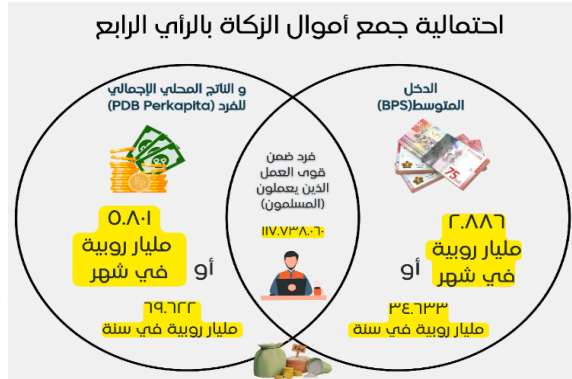 احتمالية جمع أموال الزكاة بالرأي الرابع
الدخل
المتوسط(BPS)
٢.٨٨٦
مليار روبية
في شهر
أو
٣٤.٦٣٣
مليار روبية في سنة
فرد ضمن
قوى العمل
الذين يعملون
(المسلمون)
١١٧.٧٣٨.٠٦٠
و الناتج المحلي الإجمالي
للفرد (PDB Perkapita)
٥.٨٠١
مليار روبية
في شهر
أو
٦٩.٦٢٢
مليار روبية في سنة
75